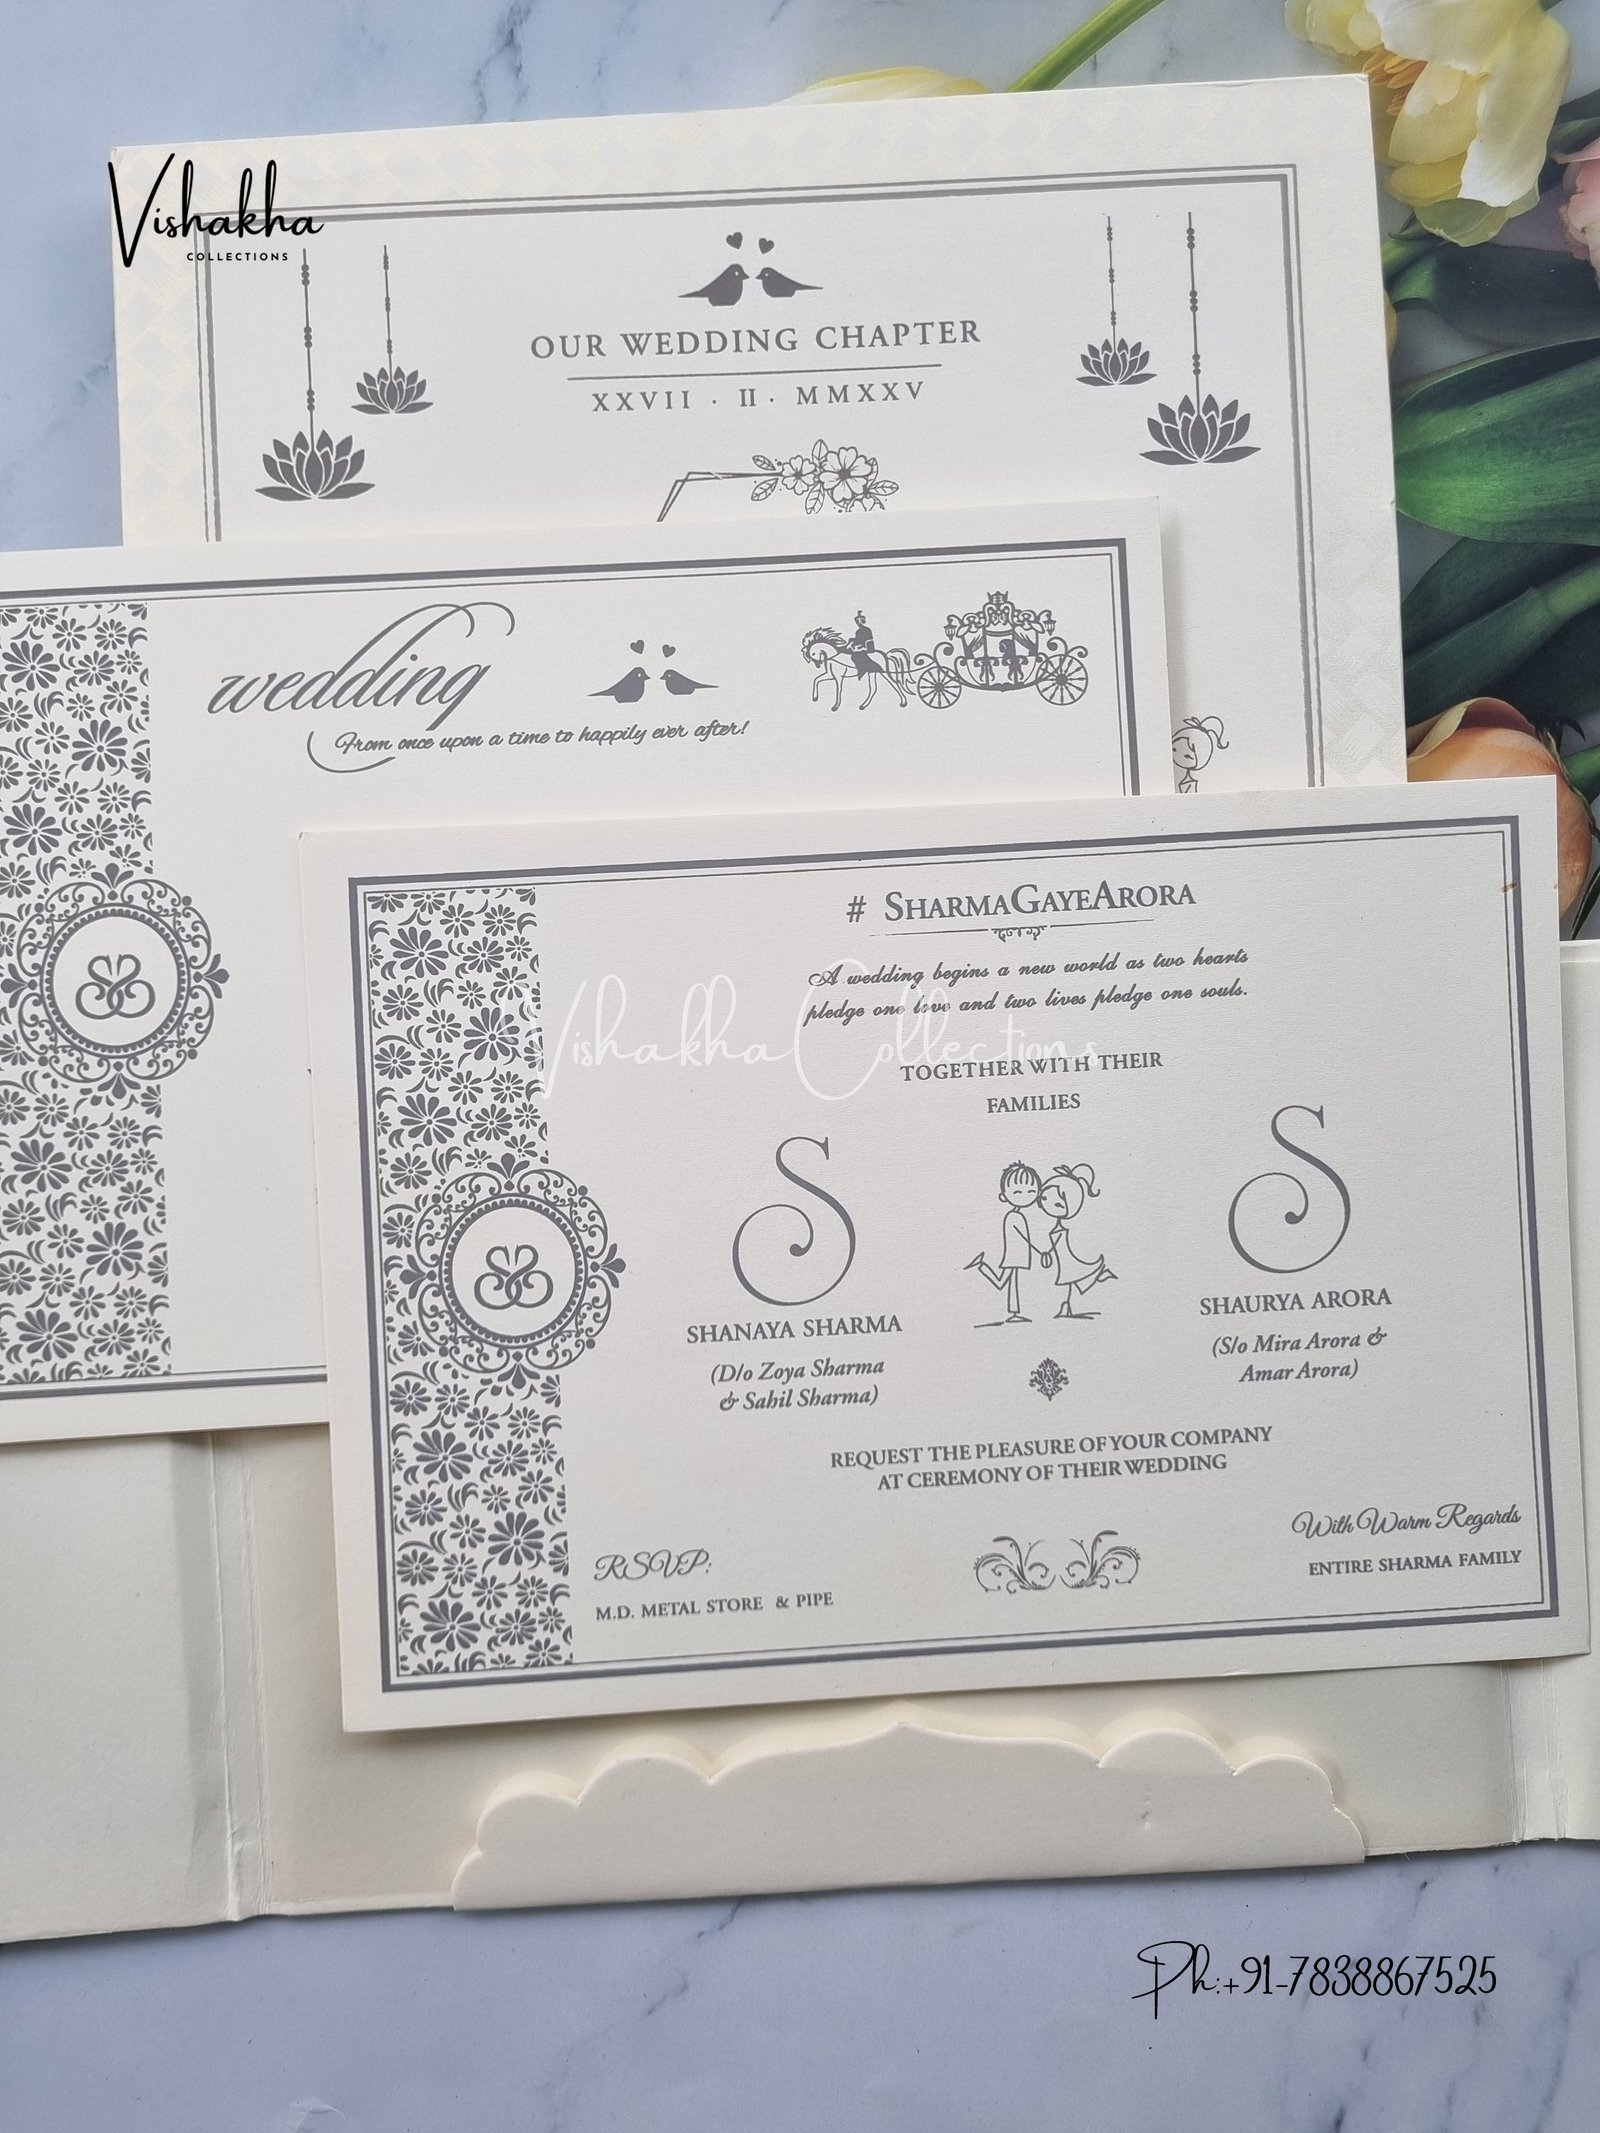 Vishakha
COLLECTIONS
OUR WEDDING CHAPTER
XXVII · II · MMXXV
wedding
From once upon a time to happily ever after!
SS
# SHARMAGAYEARORA
A wedding begins a new world as two hearts
pledge one love and two lives pledge one souls.
Vishakha Collections
TOGETHER WITH THEIR
FAMILIES
S
S
SS
SHANAYA SHARMA
SHAURYA ARORA
(D/o Zoya Sharma
& Sahil Sharma)
(S/o Mira Arora &
Amar Arora)
REQUEST THE PLEASURE OF YOUR COMPANY
AT CEREMONY OF THEIR WEDDING
RSVP:
M.D. METAL STORE & PIPE
With Warm Regards
ENTIRE SHARMA FAMILY
Ph:+91-7838867525